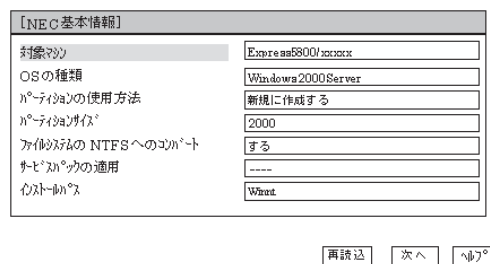 [NEC基本情報]
対象ﾏｼﾝ Express5800/xxxxx
OSの種類 Windows2000Server
ﾊﾟｰﾃｨｼｮﾝの使用方法 新規に作成する
ﾊﾟｰﾃｨｼｮﾝｻｲｽﾞ 2000
ﾌｧｲﾙｼｽﾃﾑの NTFSへのｺﾝﾊﾞｰﾄ する
ｻｰﾋﾞｽﾊﾟｯｸの適用 ----
ｲﾝｽﾄｰﾙﾊﾟｽ Winnt
再読込 次へ ﾍﾙﾌﾟ